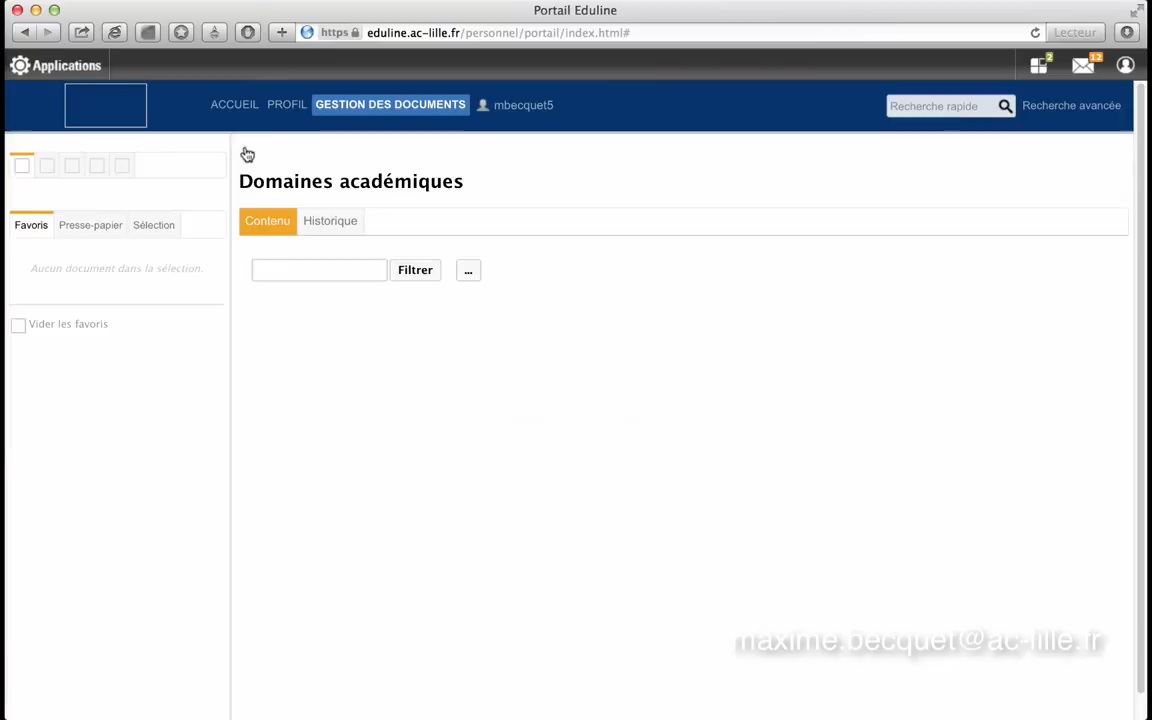 Portail Eduline
https eduline.ac-lille.fr/personnel/portail/index.html# Lecteur
Applications 2 12
ACCUEIL PROFIL GESTION DES DOCUMENTS mbecquet5 Recherche rapide Recherche avancée
Domaines académiques
Contenu Historique
Favoris Presse-papier Sélection
Aucun document dans la sélection.
Filtrer ...
Vider les favoris
maxime.becquet@ac-lille.fr